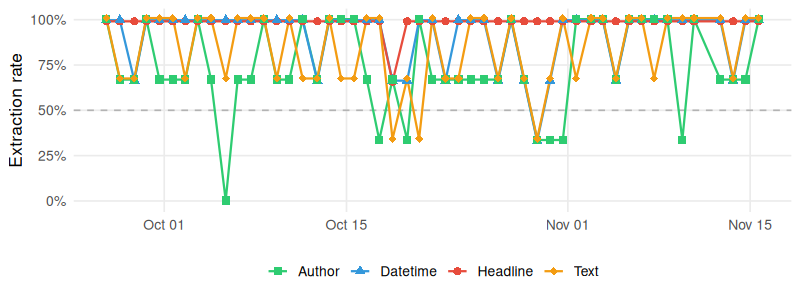 100%
75%
50%
25%
0%
Extraction rate
Oct 01
Oct 15
Nov 01
Nov 15
Author
Datetime
Headline
Text